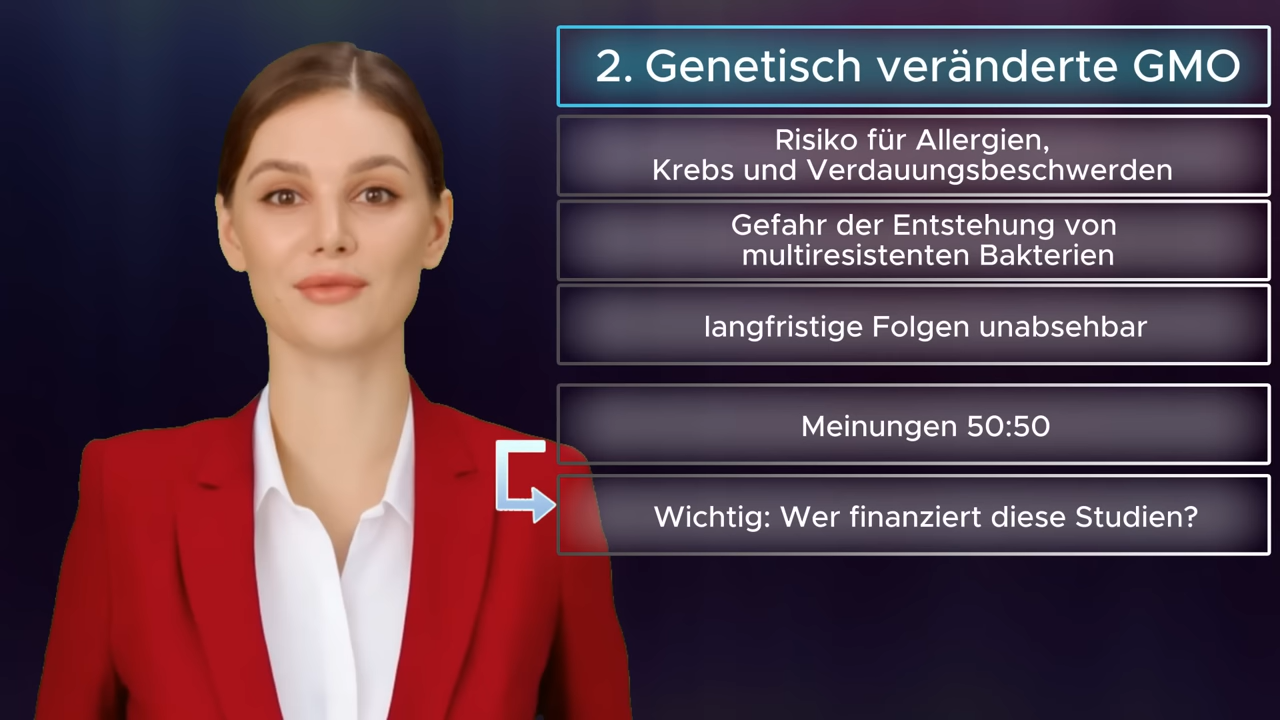 2. Genetisch veränderte GMO
Risiko für Allergien,
Krebs und Verdauungsbeschwerden
Gefahr der Entstehung von
multiresistenten Bakterien
langfristige Folgen unabsehbar
Meinungen 50:50
Wichtig: Wer finanziert diese Studien?